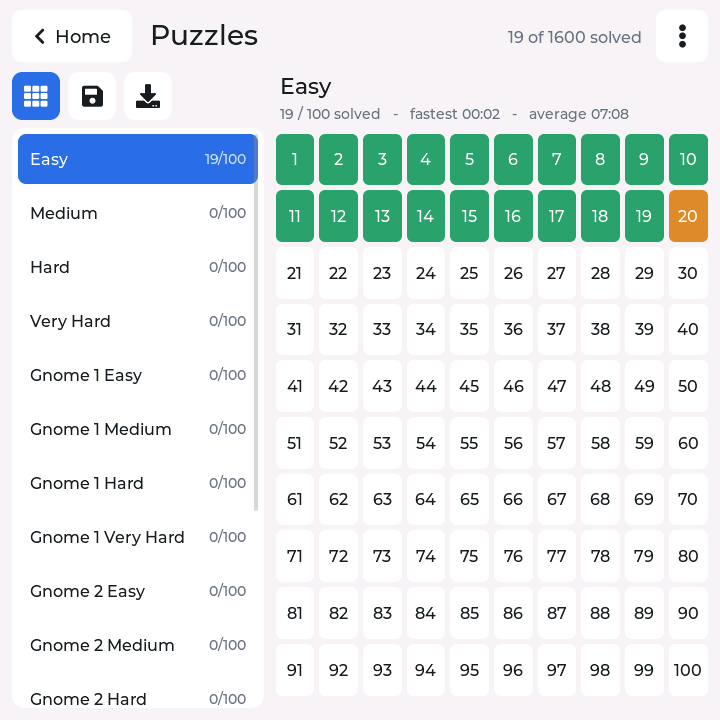 Home
Puzzles
19 of 1600 solved
Easy 19/100
Medium 0/100
Hard 0/100
Very Hard 0/100
Gnome 1 Easy 0/100
Gnome 1 Medium 0/100
Gnome 1 Hard 0/100
Gnome 1 Very Hard 0/100
Gnome 2 Easy 0/100
Gnome 2 Medium 0/100
Gnome 2 Hard 0/100
Easy
19 / 100 solved - fastest 00:02 - average 07:08
1 2 3 4 5 6 7 8 9 10
11 12 13 14 15 16 17 18 19 20
21 22 23 24 25 26 27 28 29 30
31 32 33 34 35 36 37 38 39 40
41 42 43 44 45 46 47 48 49 50
51 52 53 54 55 56 57 58 59 60
61 62 63 64 65 66 67 68 69 70
71 72 73 74 75 76 77 78 79 80
81 82 83 84 85 86 87 88 89 90
91 92 93 94 95 96 97 98 99 100